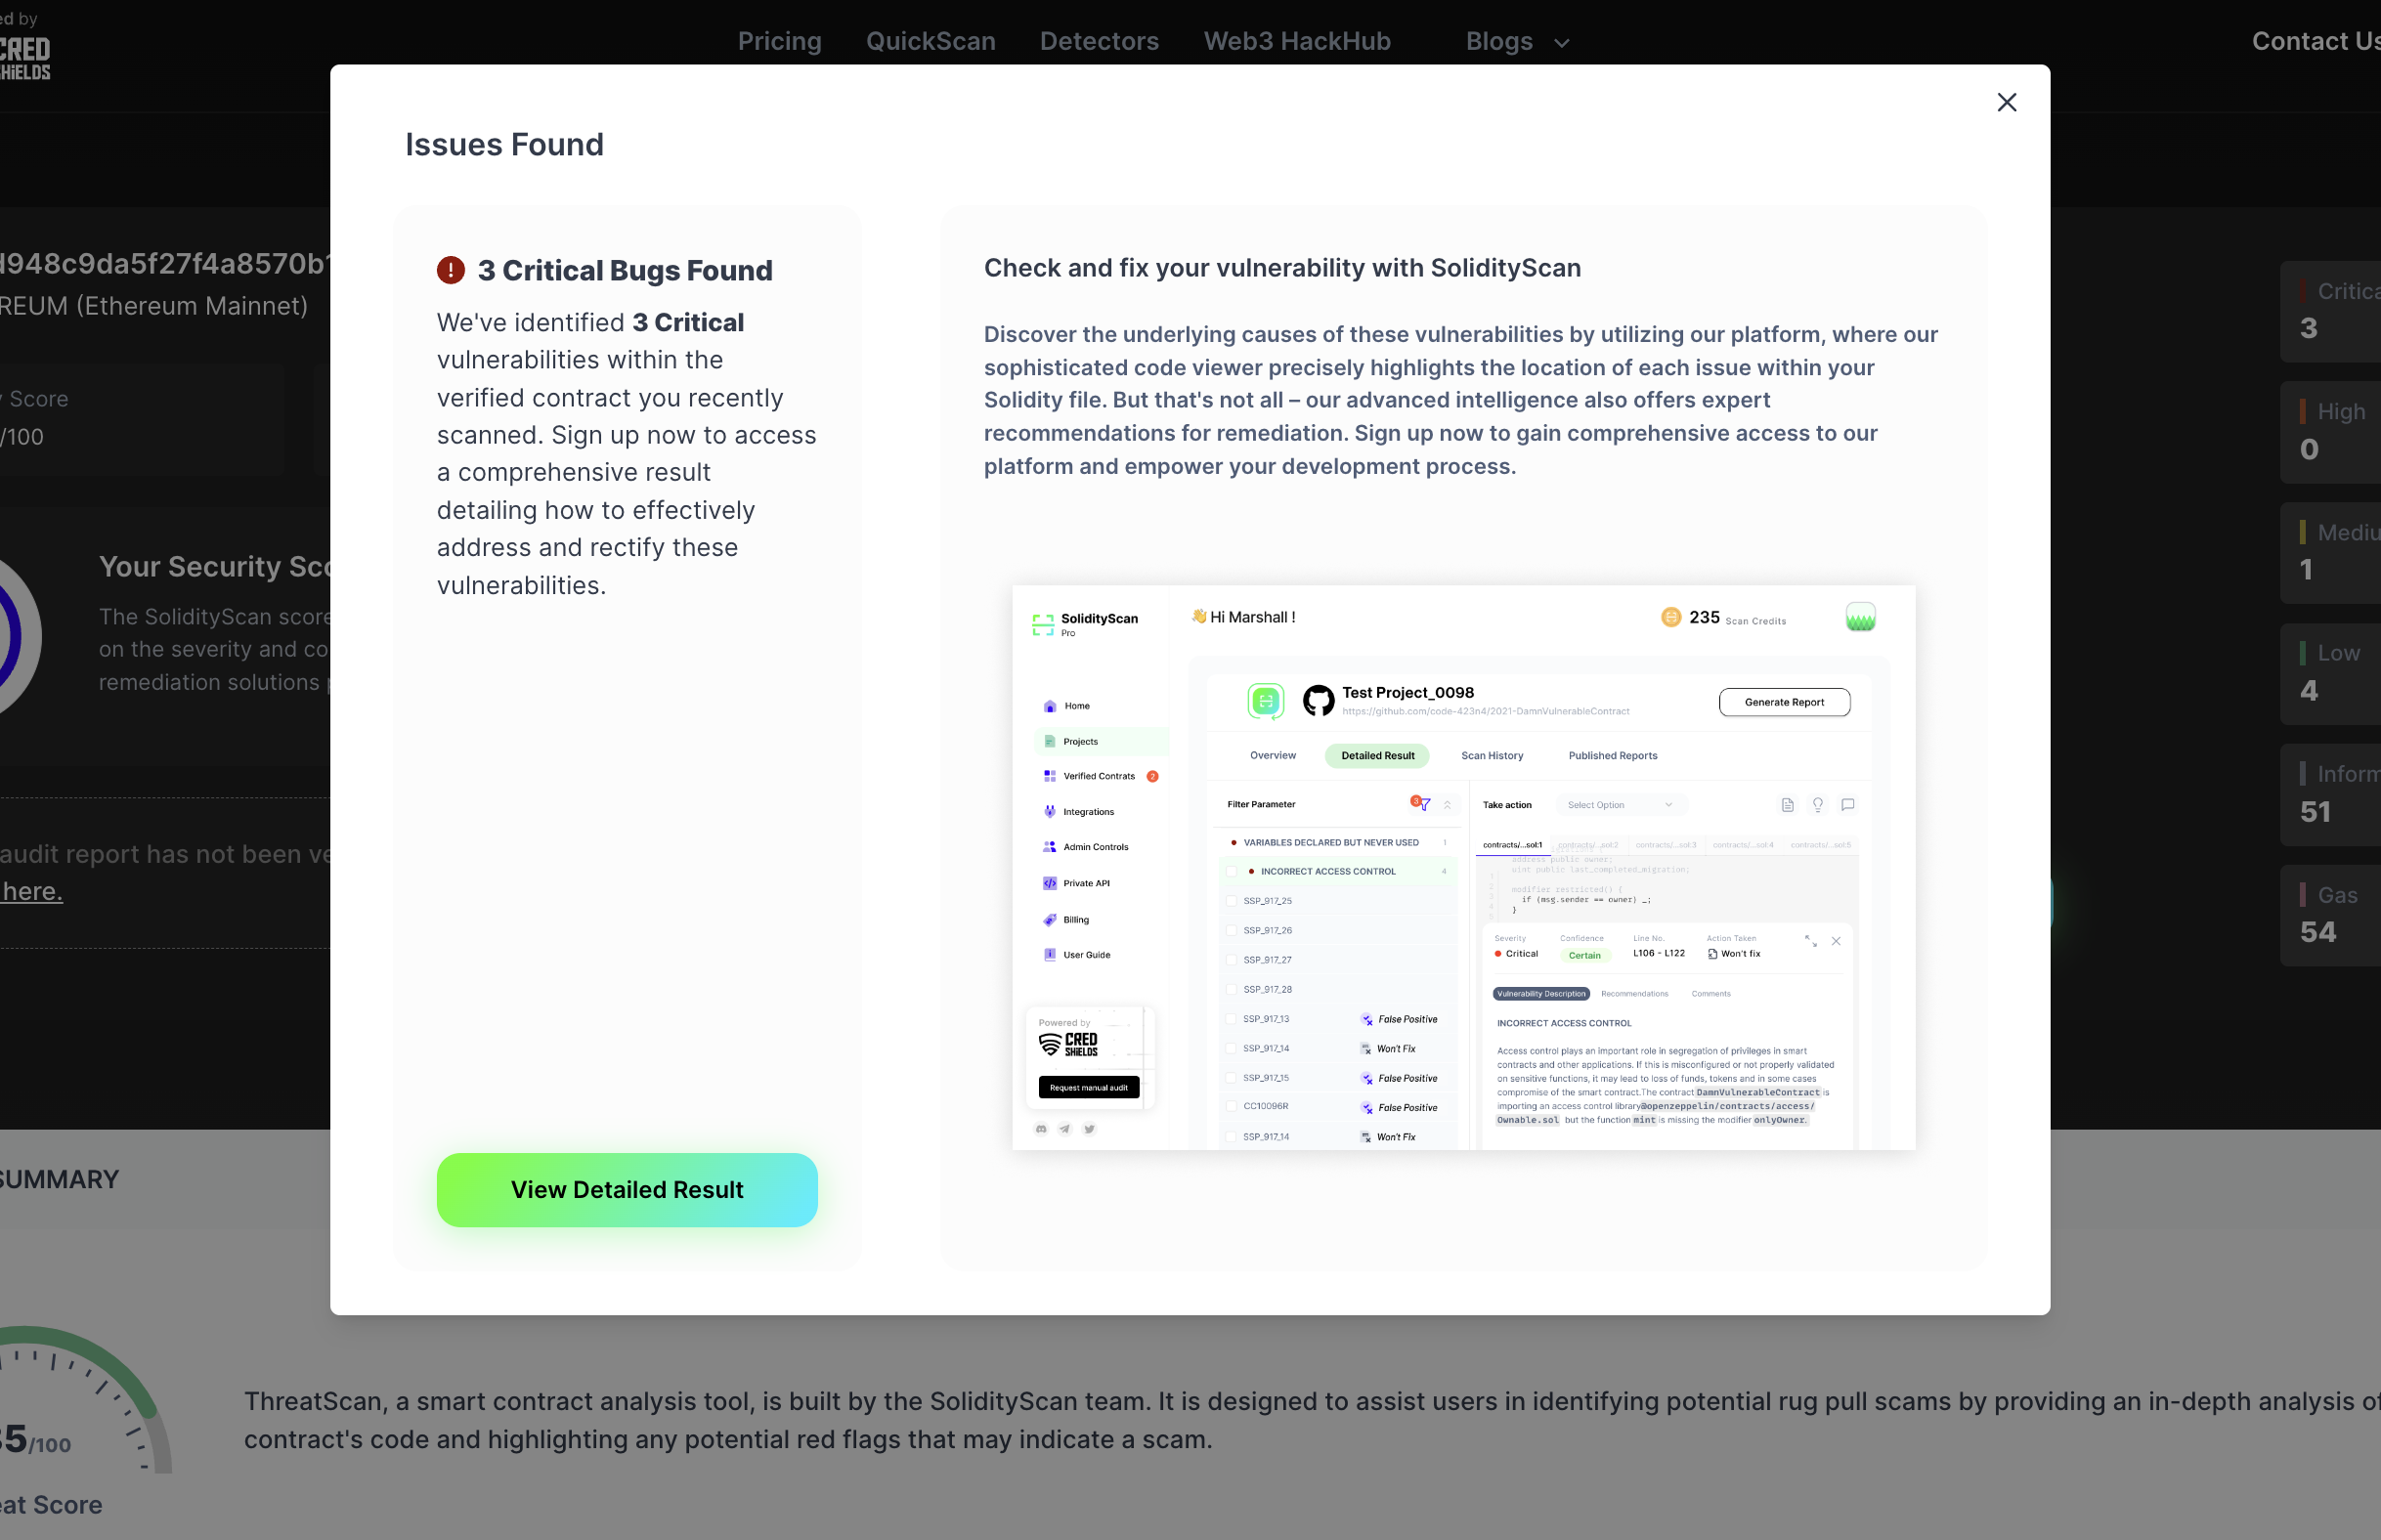 ed by
CRED
SHIELDS
Pricing QuickScan Detectors Web3 HackHub Blogs
Contact Us
Issues Found
3 Critical Bugs Found
We've identified 3 Critical
vulnerabilities within the
verified contract you recently
scanned. Sign up now to access
a comprehensive result
detailing how to effectively
address and rectify these
vulnerabilities.
View Detailed Result
Check and fix your vulnerability with SolidityScan
Discover the underlying causes of these vulnerabilities by utilizing our platform, where our
sophisticated code viewer precisely highlights the location of each issue within your
Solidity file. But that's not all – our advanced intelligence also offers expert
recommendations for remediation. Sign up now to gain comprehensive access to our
platform and empower your development process.
SolidityScan
Pro
Hi Marshall !
235 Scan Credits
Home
Projects
Verified Contrats 2
Integrations
Admin Controls
Private API
Billing
User Guide
Powered by
CRED
SHIELDS
Request manual audit
Test Project_0098
https://github.com/code-423n4/2021-DamnVulnerableContract
Generate Report
Overview Detailed Result Scan History Published Reports
Filter Parameter 3
VARIABLES DECLARED BUT NEVER USED 1
INCORRECT ACCESS CONTROL 4
SSP_917_25
SSP_917_26
SSP_917_27
SSP_917_28
SSP_917_13 False Positive
SSP_917_14 Won't Fix
SSP_917_15 False Positive
CC10096R False Positive
SSP_917_14 Won't Fix
Take action Select Option
contracts/...sol:1 contracts/...sol:2 contracts/...sol:3 contracts/...sol:4 contracts/...sol:5
address public owner;
uint public last_completed_migration;
modifier restricted() {
if (msg.sender == owner) _;
}
Severity Confidence Line No. Action Taken
Critical Certain L106 - L122 Won't fix
Vulnerability Description Recommendations Comments
INCORRECT ACCESS CONTROL
Access control plays an important role in segregation of privileges in smart
contracts and other applications. If this is misconfigured or not properly validated
on sensitive functions, it may lead to loss of funds, tokens and in some cases
compromise of the smart contract.The contract DamnVulnerableContract is
importing an access control library @openzeppelin/contracts/access/
Ownable.sol but the function mint is missing the modifier onlyOwner.
d948c9da5f27f4a8570b1
REUM (Ethereum Mainnet)
y Score
/100
Your Security Sco
The SolidityScan score
on the severity and co
remediation solutions p
audit report has not been ve
here.
Critica
3
High
0
Mediu
1
Low
4
Inform
51
Gas
54
SUMMARY
85/100
eat Score
ThreatScan, a smart contract analysis tool, is built by the SolidityScan team. It is designed to assist users in identifying potential rug pull scams by providing an in-depth analysis of
contract's code and highlighting any potential red flags that may indicate a scam.